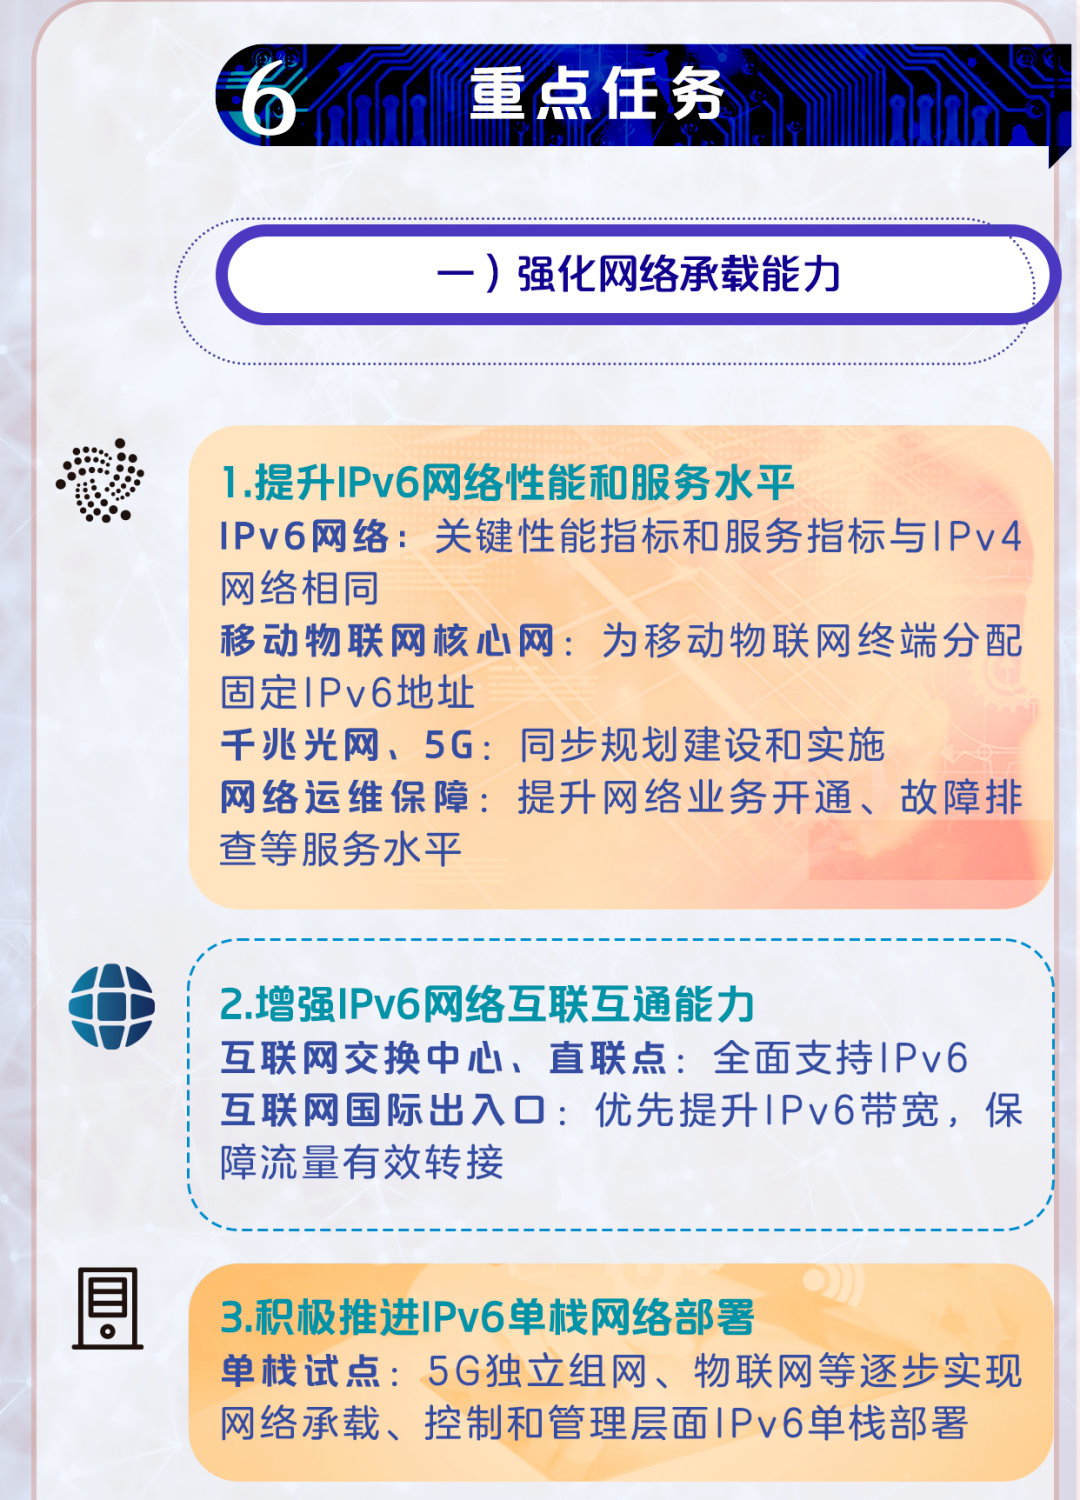 6 重点任务
一）强化网络承载能力
1.提升IPv6网络性能和服务水平
IPv6网络：关键性能指标和服务指标与IPv4
网络相同
移动物联网核心网：为移动物联网终端分配
固定IPv6地址
千兆光网、5G：同步规划建设和实施
网络运维保障：提升网络业务开通、故障排
查等服务水平
2.增强IPv6网络互联互通能力
互联网交换中心、直联点：全面支持IPv6
互联网国际出入口：优先提升IPv6带宽，保
障流量有效转接
3.积极推进IPv6单栈网络部署
单栈试点：5G独立组网、物联网等逐步实现
网络承载、控制和管理层面IPv6单栈部署